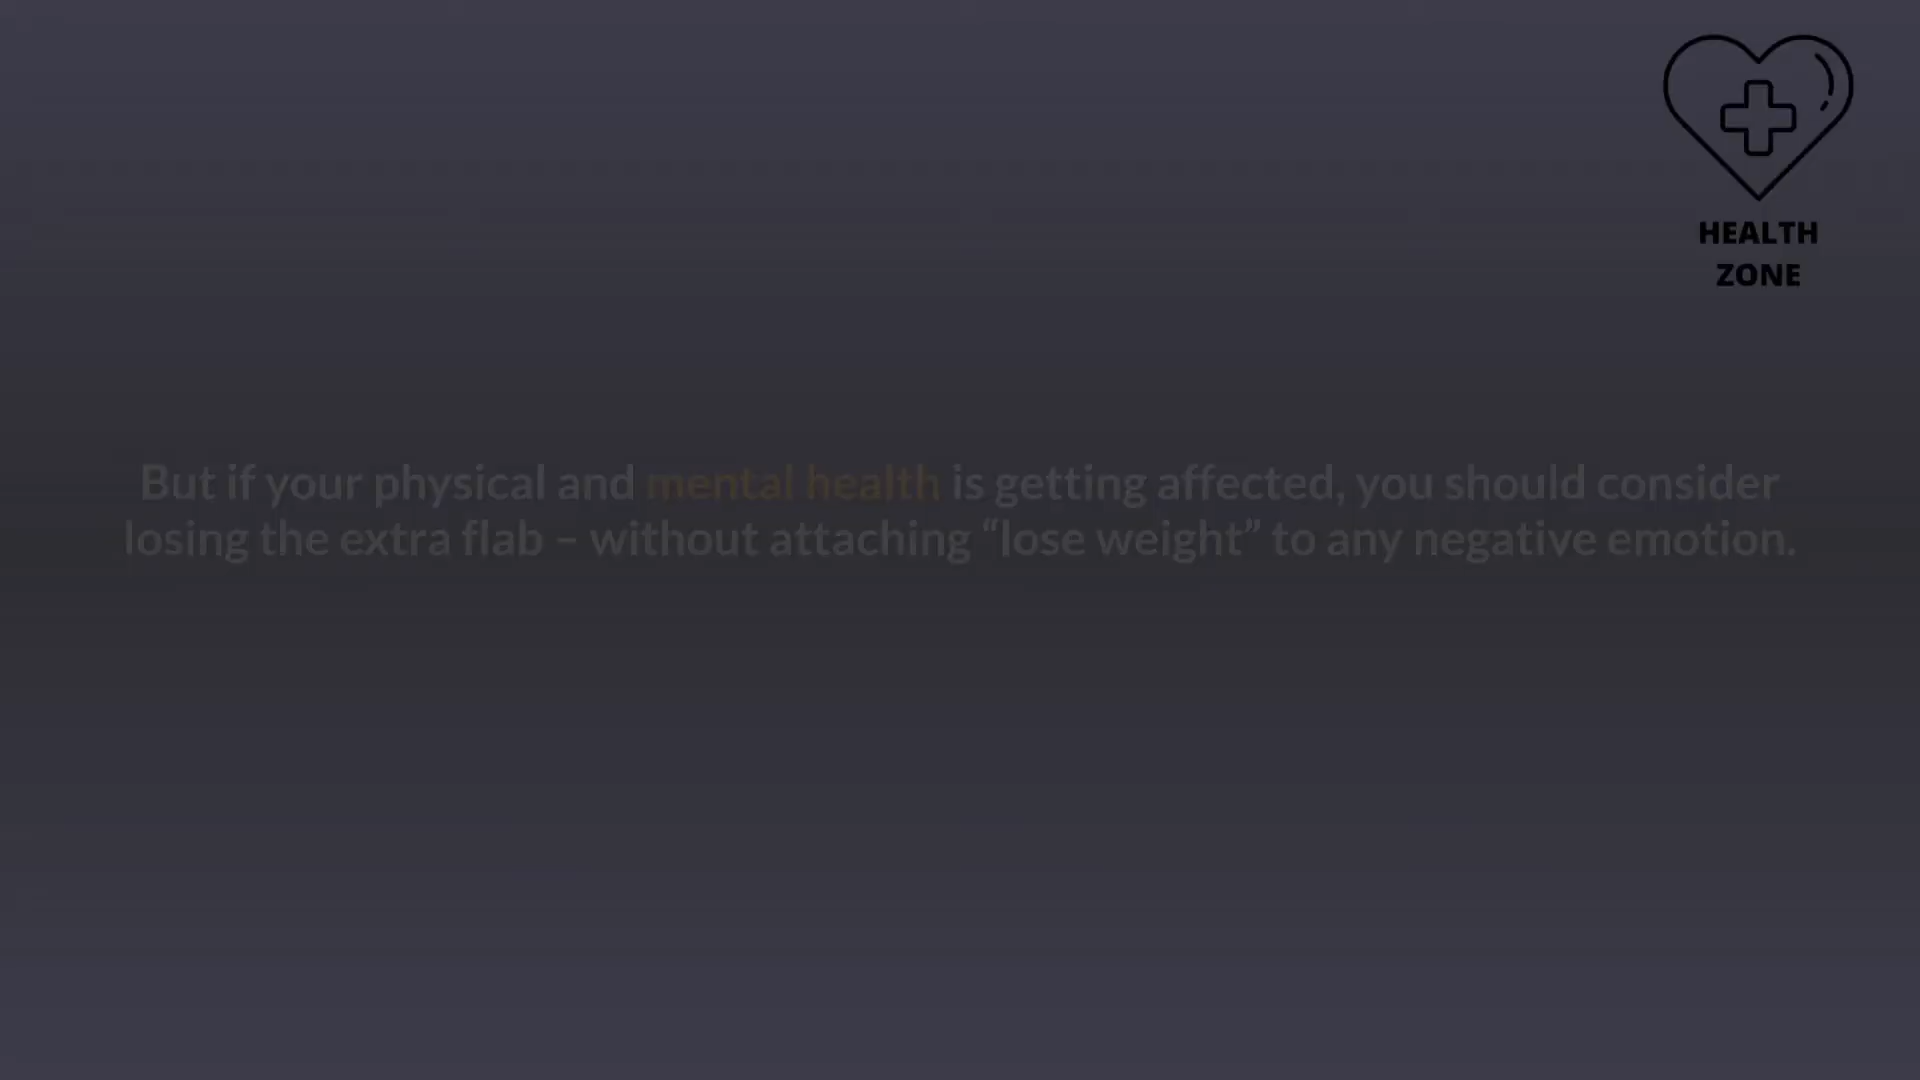 HEALTH
ZONE
But if your physical and mental health is getting affected, you should consider
losing the extra flab – without attaching “lose weight” to any negative emotion.